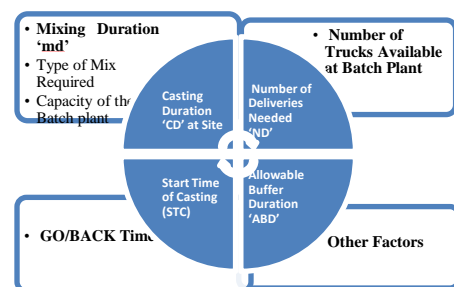 • Mixing Duration
‘md’
• Type of Mix
Required
• Capacity of the
Batch plant
• Number of
Trucks Available
at Batch Plant
Casting
Duration
‘CD’ at Site
Number of
Deliveries
Needed
‘ND’
Start Time
of Casting
(STC)
Allowable
Buffer
Duration
‘ABD’
• GO/BACK Time
Other Factors